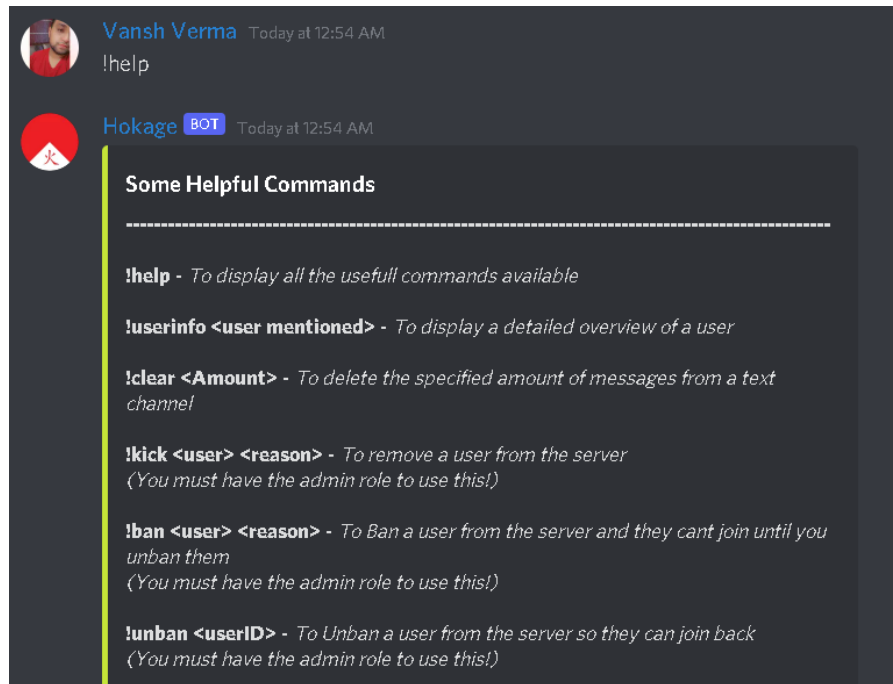 Vansh Verma Today at 12:54 AM
!help
Hokage BOT Today at 12:54 AM
火
Some Helpful Commands
----------------------------------------------------------------------------------------------------
!help - To display all the usefull commands available
!userinfo <user mentioned> - To display a detailed overview of a user
!clear <Amount> - To delete the specified amount of messages from a text
channel
!kick <user> <reason> - To remove a user from the server
(You must have the admin role to use this!)
!ban <user> <reason> - To Ban a user from the server and they cant join until you
unban them
(You must have the admin role to use this!)
!unban <userID> - To Unban a user from the server so they can join back
(You must have the admin role to use this!)